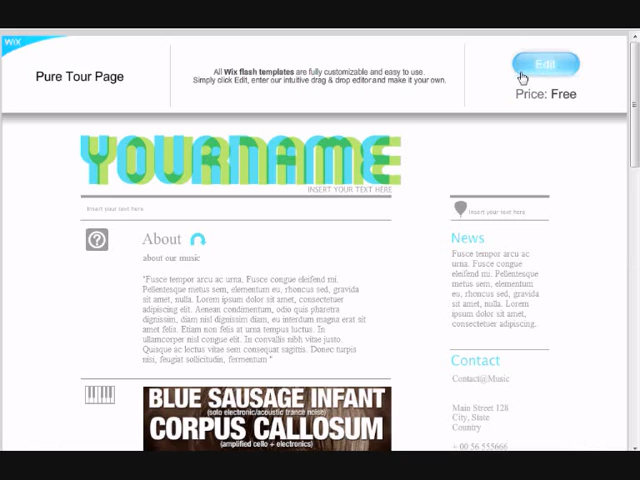 WiX
Pure Tour Page
All Wix flash templates are fully customizable and easy to use.
Simply click Edit, enter our intuitive drag & drop editor and make it your own.
Edit
Price: Free
YOURNAME
INSERT YOUR TEXT HERE
Insert your text here
Insert your text here
About
about our music
"Fusce tempor arcu ac urna. Fusce congue eleifend mi.
Pellentesque metus sem, elementum eu, rhoncus sed, gravida
sit amet, nulla. Lorem ipsum dolor sit amet, consectetuer
adipiscing elit. Aenean condimentum, odo quis pharetra
dignissim, diam nisl dignissim diam, eu interdum magna erat sit
amet felis. Etiam non felis at urna tempus luctus. In
ullamcorper nisl congue elit. In convallis nibh vitae justo.
Quisque ac lectus vitae sem consequat sagittis. Donec turpis
nisi, feugiat sollicitudin, fermentum "
News
Fusce tempor arcu ac
urna. Fusce congue
eleifend mi. Pellentesque
metus sem, elementum
eu, rhoncus sed, gravida
sit amet, nulla. Lorem
ipsum dolor sit amet,
consectetuer adipiscing.
Contact
Contact@Music
Main Street 128
City, State
Country
+ 00 56 555666
BLUE SAUSAGE INFANT
(solo electronic/acoustic trance noise)
CORPUS CALLOSUM
(amplified cello + electronics)